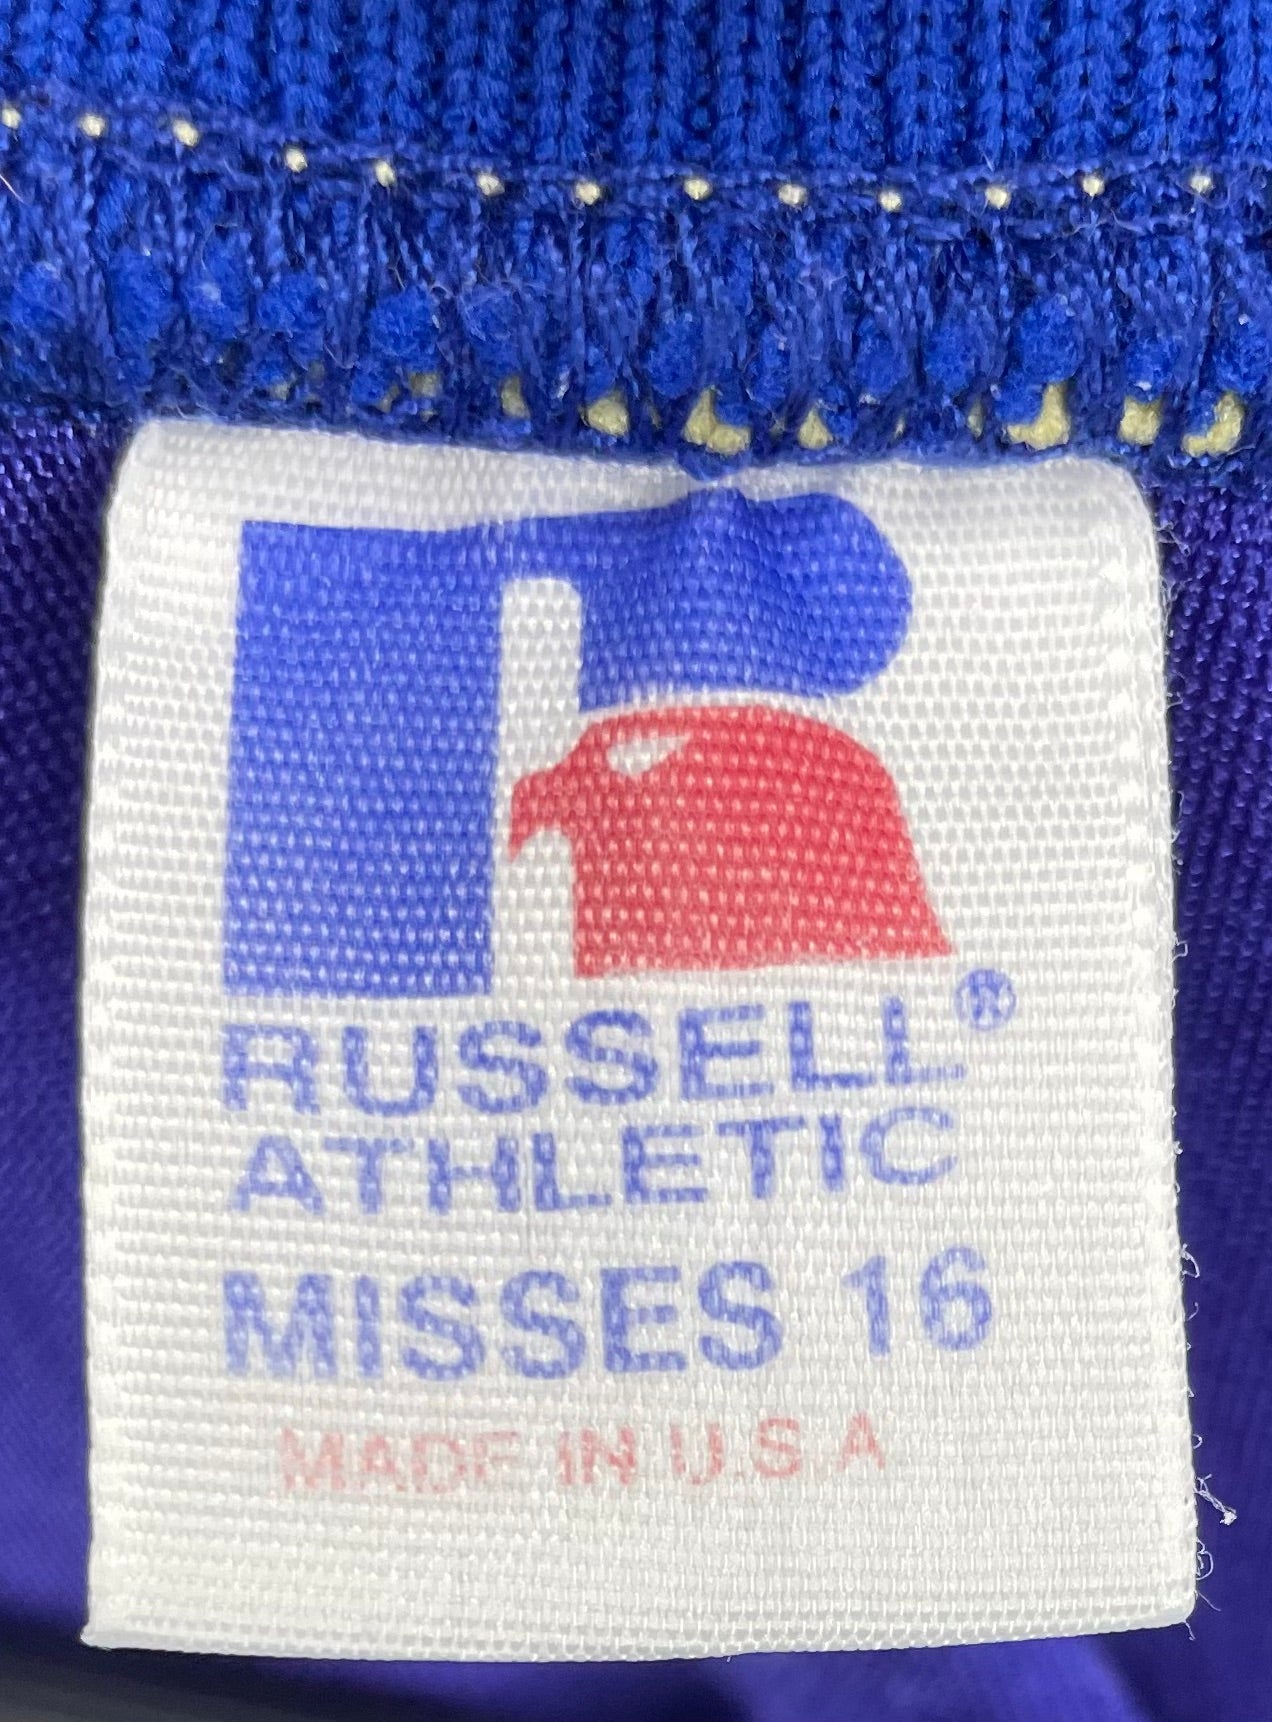 RUSSELL®
ATHLETIC
MISSES 16
MADE IN U.S.A